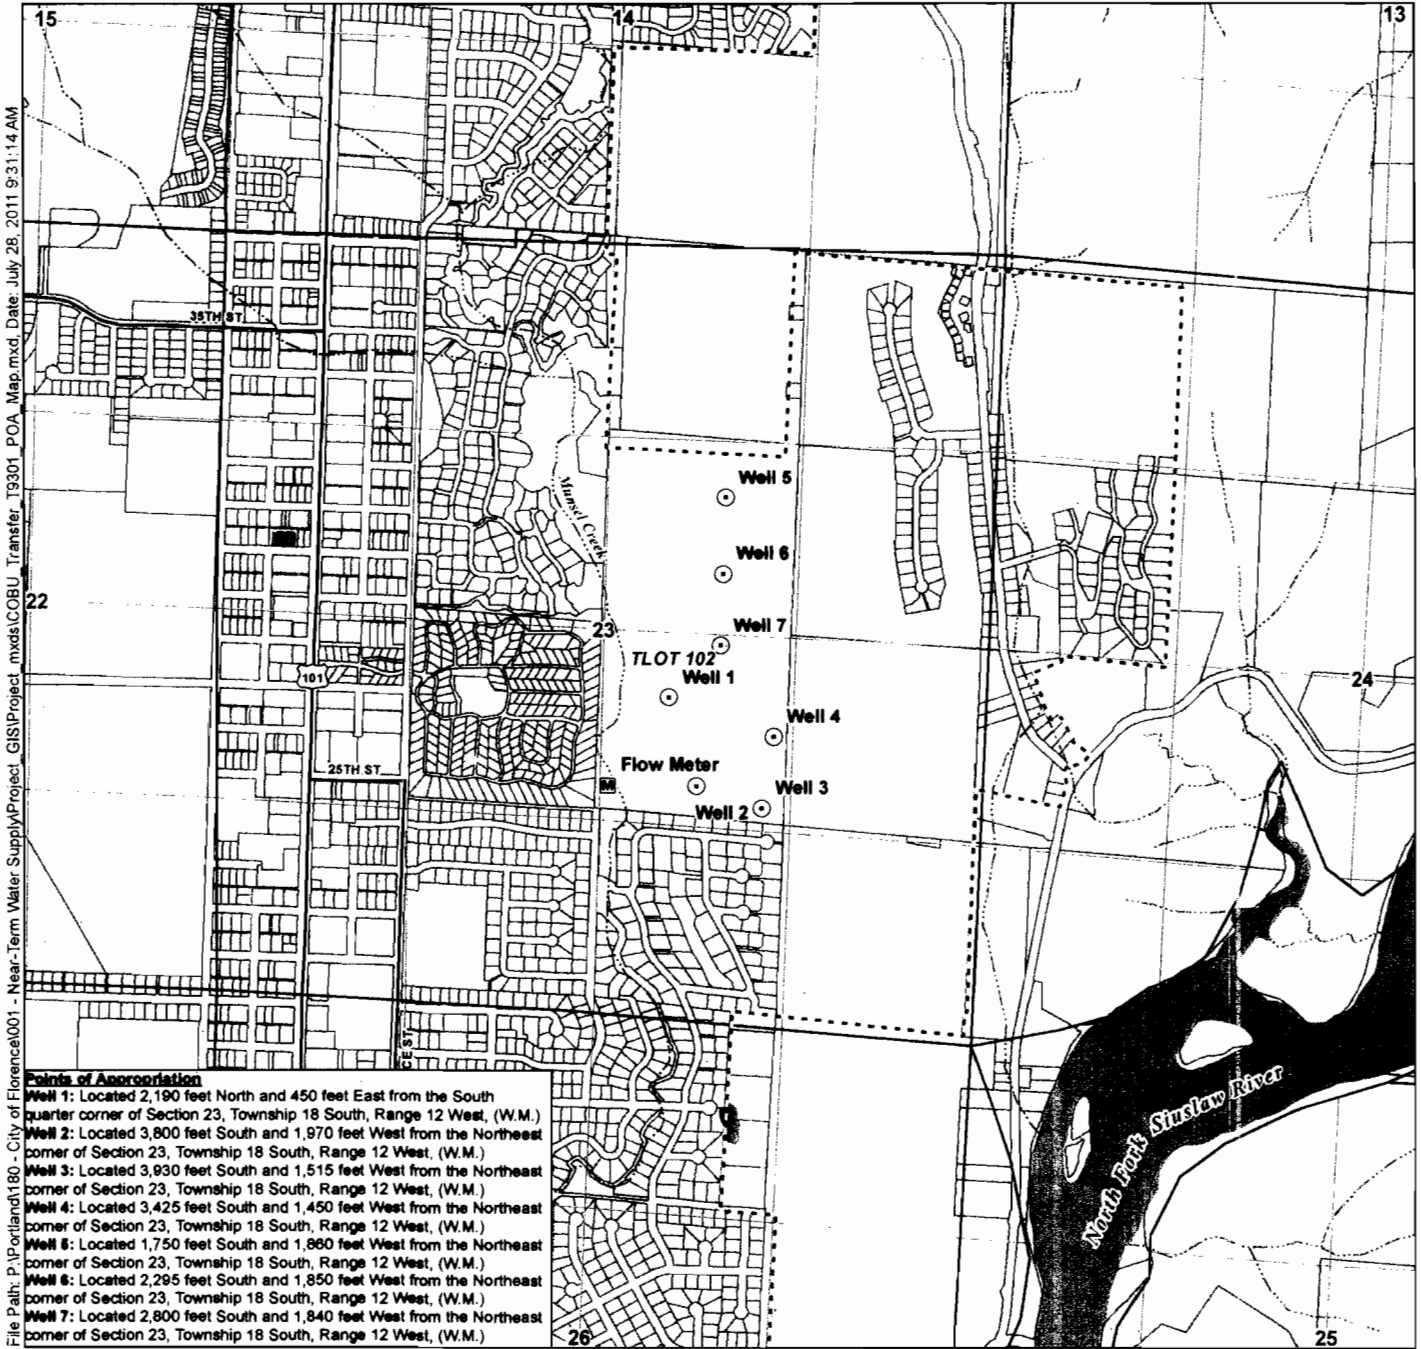 15
14
13
File Path: P:\Portland\180 - City of Florence\001 - Near-Term Water Supply\Project_GIS\Project_mxds\COBU_Transfer_T9301_POA_Map.mxd, Date: July 28, 2011 9:31:14 AM
35TH ST
Munsel Creek
Well 5
Well 6
22
23
Well 7
TLOT 102
Well 1
101
24
Well 4
25TH ST
Flow Meter
M
Well 3
Well 2
CE ST
North Fork Siuslaw River
Points of Appropriation
Well 1: Located 2,190 feet North and 450 feet East from the South
quarter corner of Section 23, Township 18 South, Range 12 West, (W.M.)
Well 2: Located 3,800 feet South and 1,970 feet West from the Northeest
corner of Section 23, Township 18 South, Range 12 West, (W.M.)
Well 3: Located 3,930 feet South and 1,515 feet West from the Northeast
corner of Section 23, Township 18 South, Range 12 West, (W.M.)
Well 4: Located 3,425 feet South and 1,450 feet West from the Northeast
corner of Section 23, Township 18 South, Range 12 West, (W.M.)
Well 5: Located 1,750 feet South and 1,860 feet West from the Northeast
corner of Section 23, Township 18 South, Range 12 West, (W.M.)
Well 6: Located 2,295 feet South and 1,850 feet West from the Northeast
corner of Section 23, Township 18 South, Range 12 West, (W.M.)
Well 7: Located 2,800 feet South and 1,840 feet West from the Northeast
corner of Section 23, Township 18 South, Range 12 West, (W.M.)
26
25